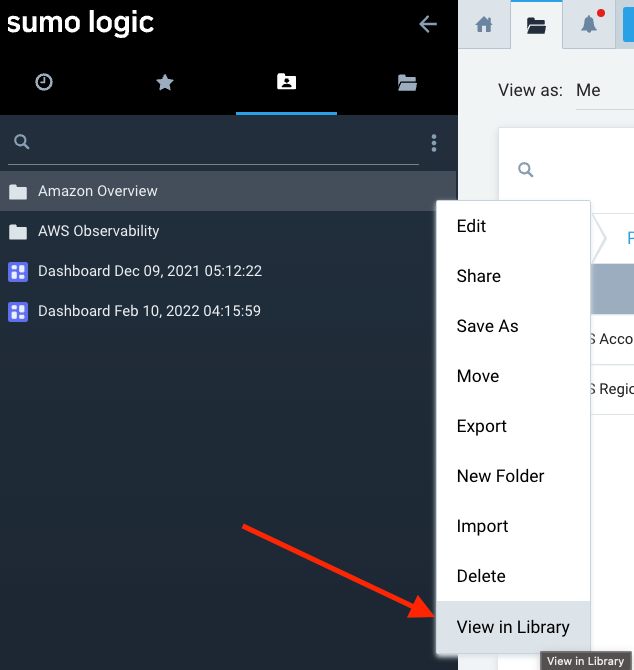 sumo logic
View as: Me
Amazon Overview
AWS Observability
Dashboard Dec 09, 2021 05:12:22
Dashboard Feb 10, 2022 04:15:59
Edit
Share
Save As
Move
Export
New Folder
Import
Delete
View in Library
View in Library
P
S Acco
S Regio